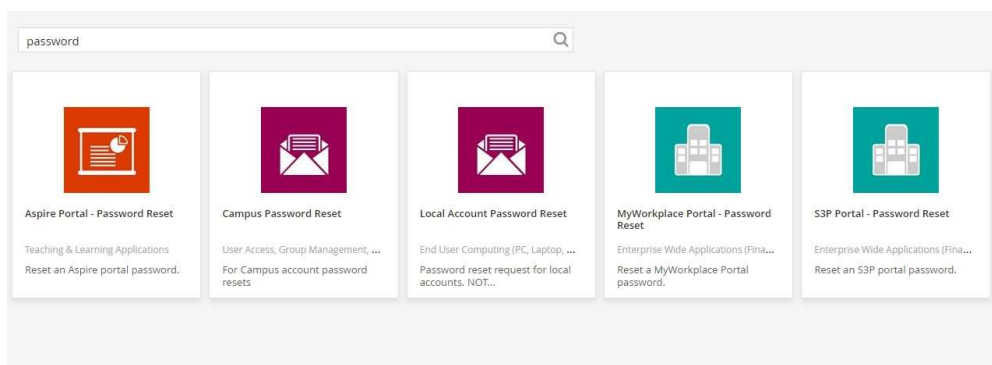 password
Aspire Portal - Password Reset
Teaching & Learning Applications
Reset an Aspire portal password.
Campus Password Reset
User Access, Group Management, ...
For Campus account password
resets
Local Account Password Reset
End User Computing (PC, Laptop, ...
Password reset request for local
accounts. NOT...
MyWorkplace Portal - Password
Reset
Enterprise Wide Applications (Fina...
Reset a MyWorkplace Portal
password.
S3P Portal - Password Reset
Enterprise Wide Applications (Fina...
Reset an S3P portal password.